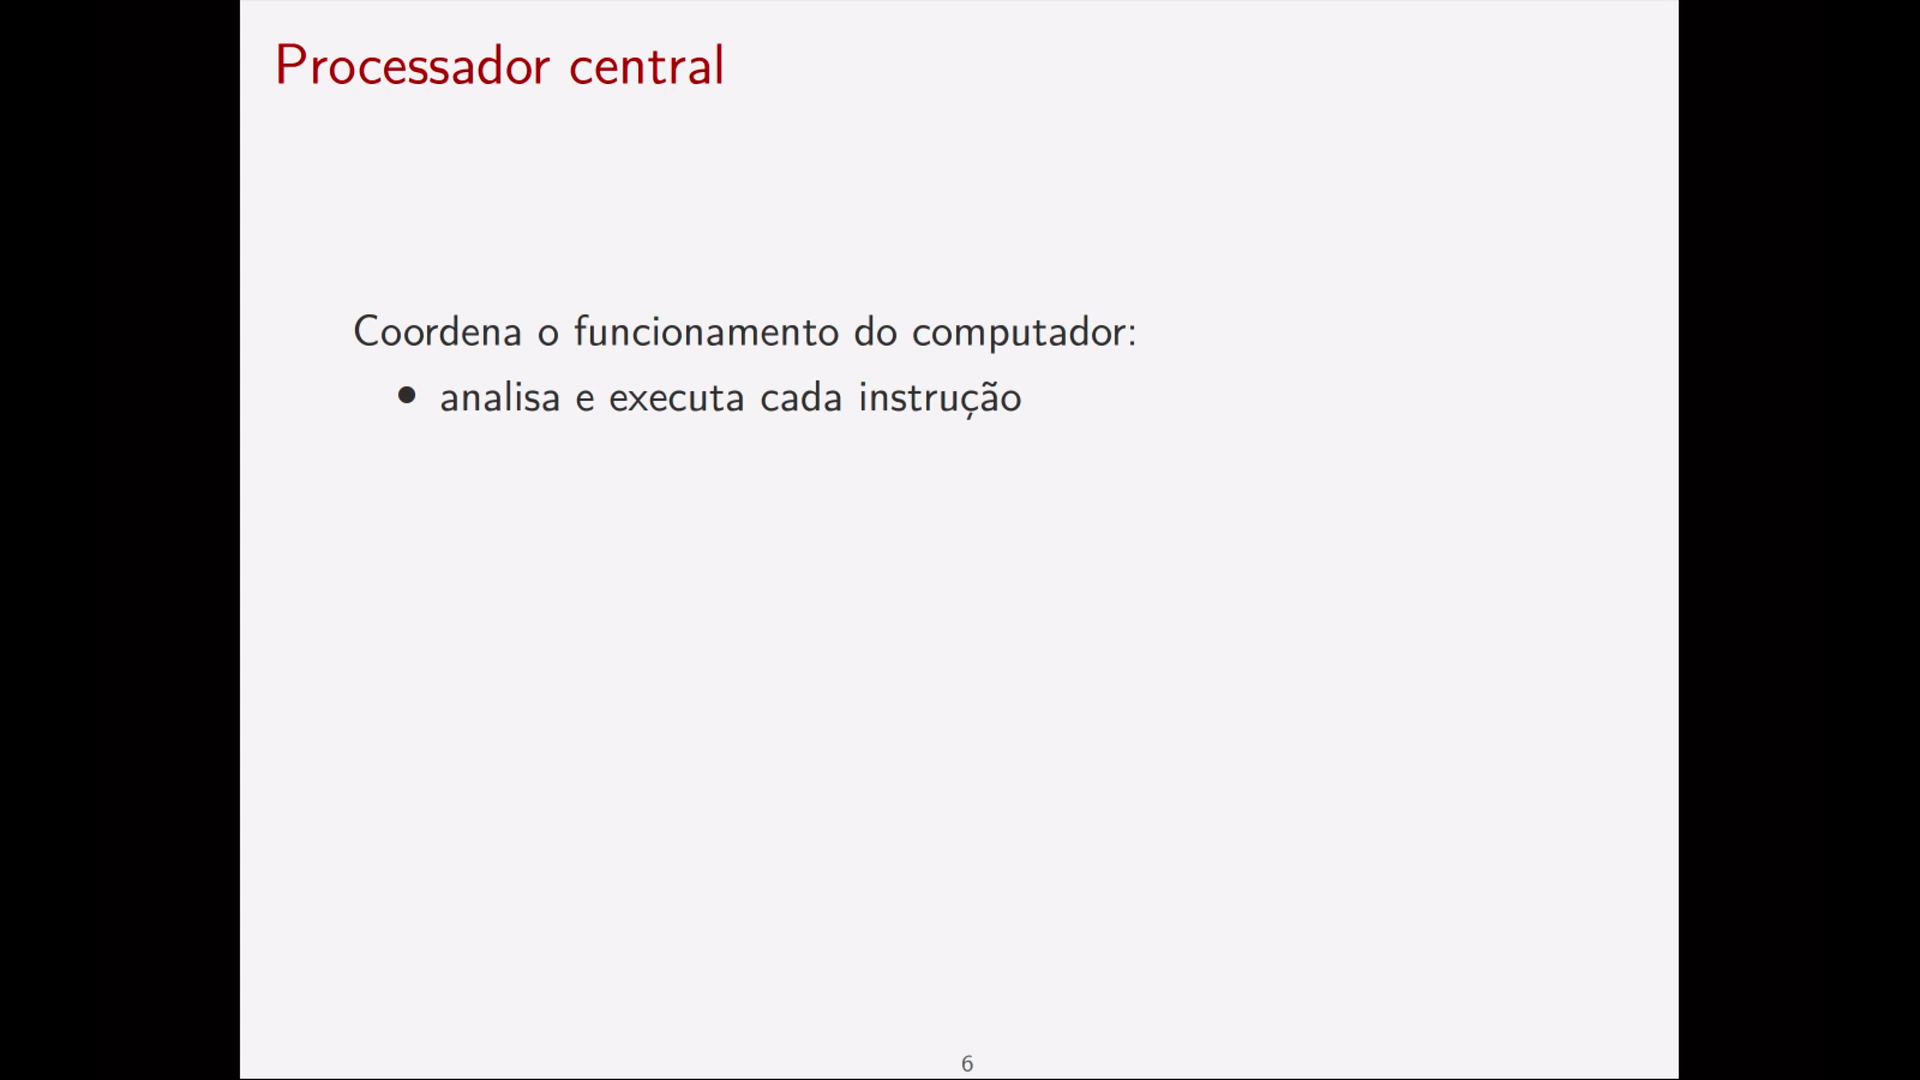 Processador central
Coordena o funcionamento do computador:
• analisa e executa cada instrução
6